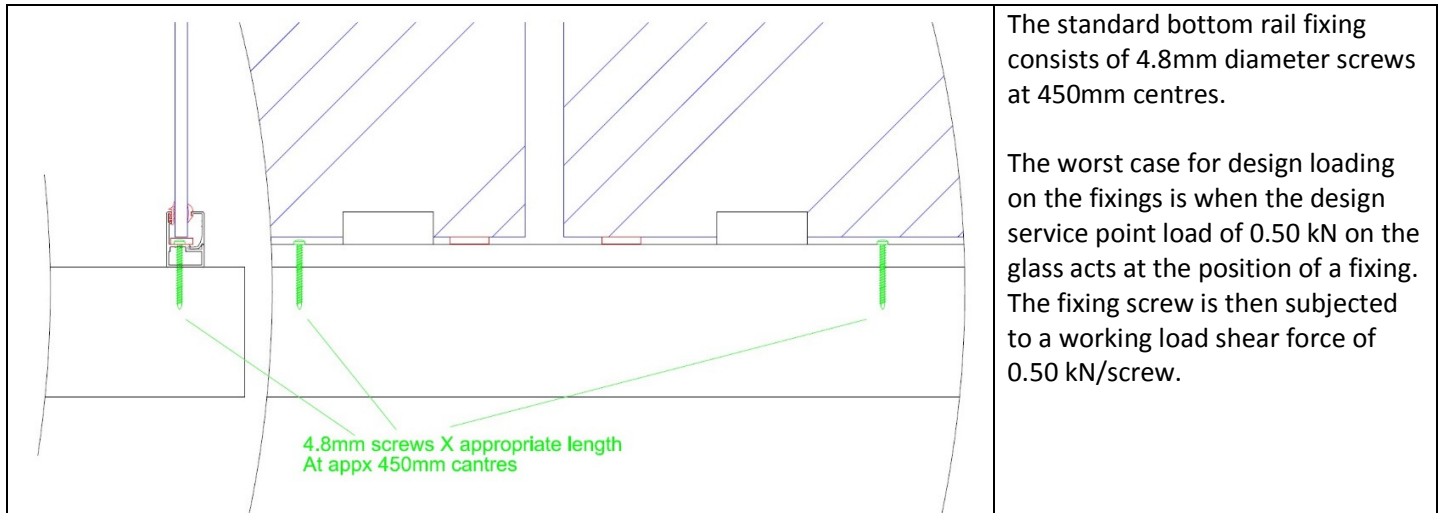 4.8mm screws X appropriate length
At appx 450mm cantres
The standard bottom rail fixing
consists of 4.8mm diameter screws
at 450mm centres.
The worst case for design loading
on the fixings is when the design
service point load of 0.50 kN on the
glass acts at the position of a fixing.
The fixing screw is then subjected
to a working load shear force of
0.50 kN/screw.